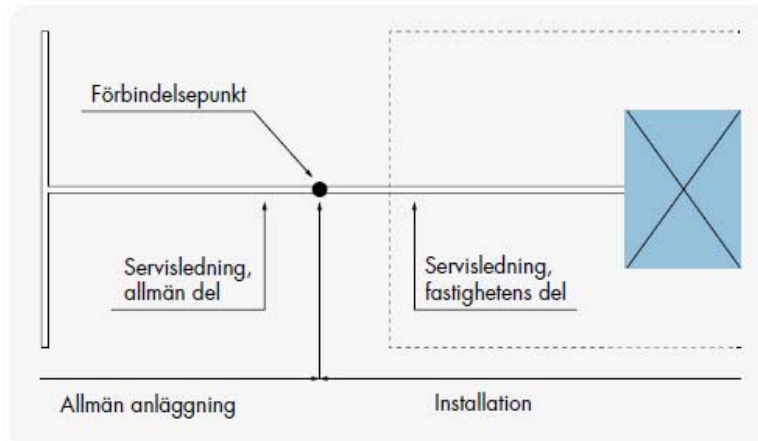 Förbindelsepunkt
Servisledning,
allmän del
Servisledning,
fastighetens del
Allmän anläggning
Installation